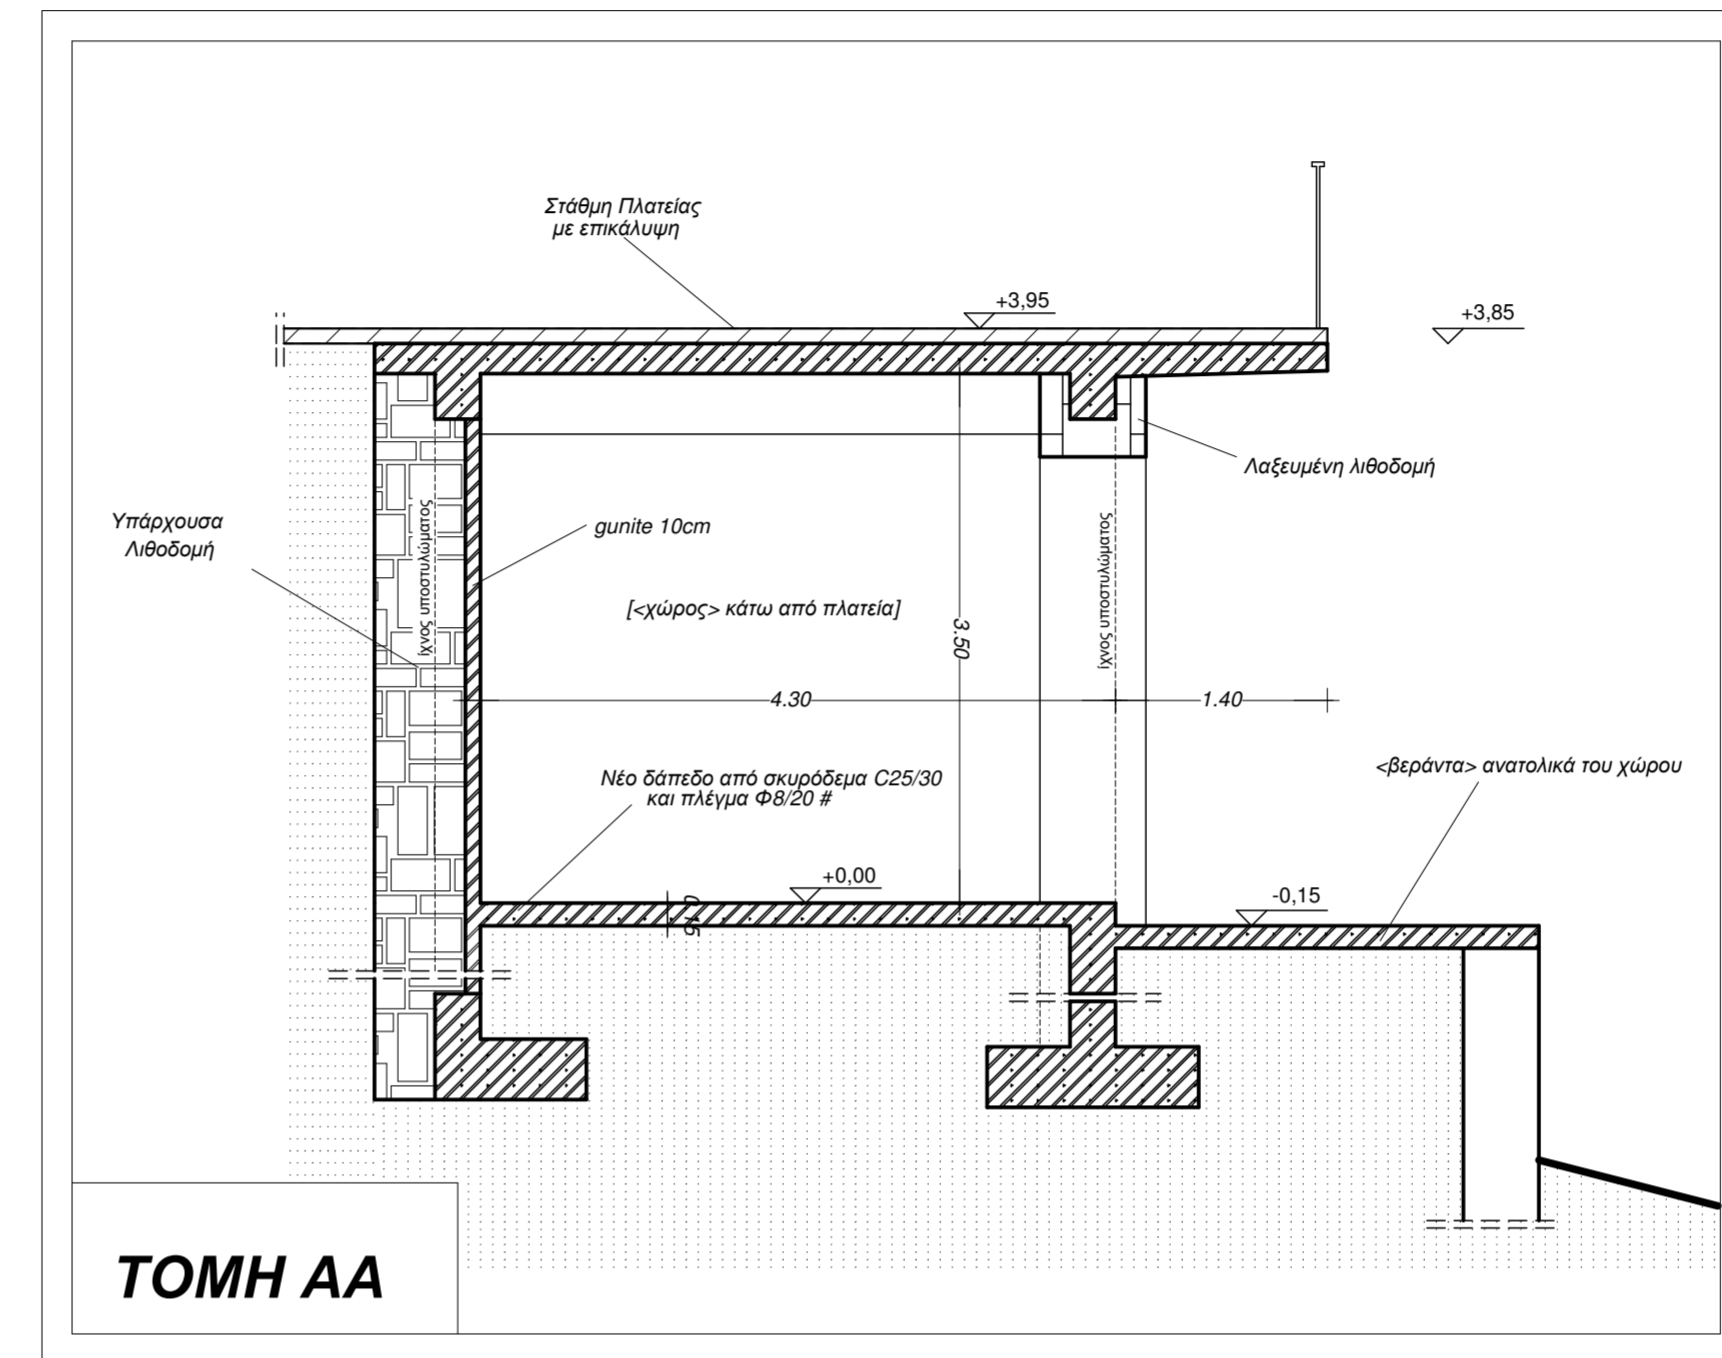 Στάθμη Πλατείας
με επικάλυψη
+3,95
+3,85
Λαξευμένη λιθοδομή
Υπάρχουσα
Λιθοδομή
ίχνος υποστυλώματος
gunite 10cm
[<χώρος> κάτω από πλατεία]
3.50
ίχνος υποστυλώματος
4.30
1.40
Νέο δάπεδο από σκυρόδεμα C25/30
και πλέγμα Φ8/20 #
<βεράντα> ανατολικά του χώρου
+0,00
0.15
-0,15
ΤΟΜΗ ΑΑ